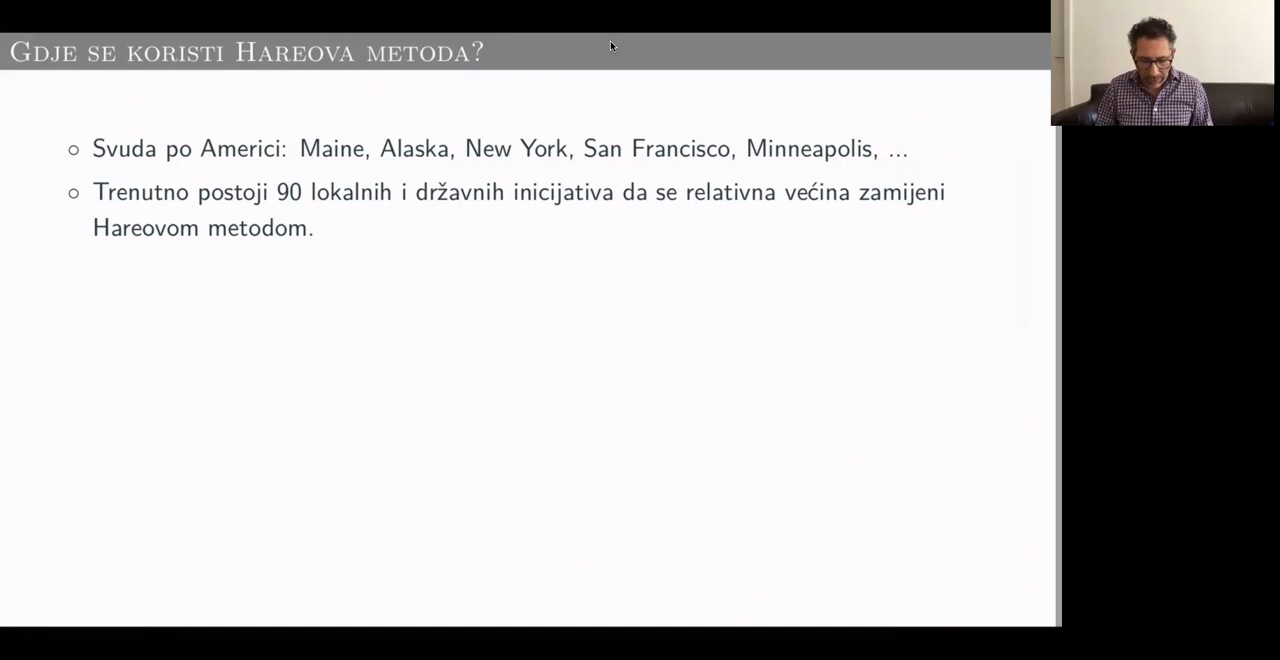 Gdje se koristi Hareova metoda?
Svuda po Americi: Maine, Alaska, New York, San Francisco, Minneapolis, ...
Trenutno postoji 90 lokalnih i državnih inicijativa da se relativna većina zamijeni
Hareovom metodom.